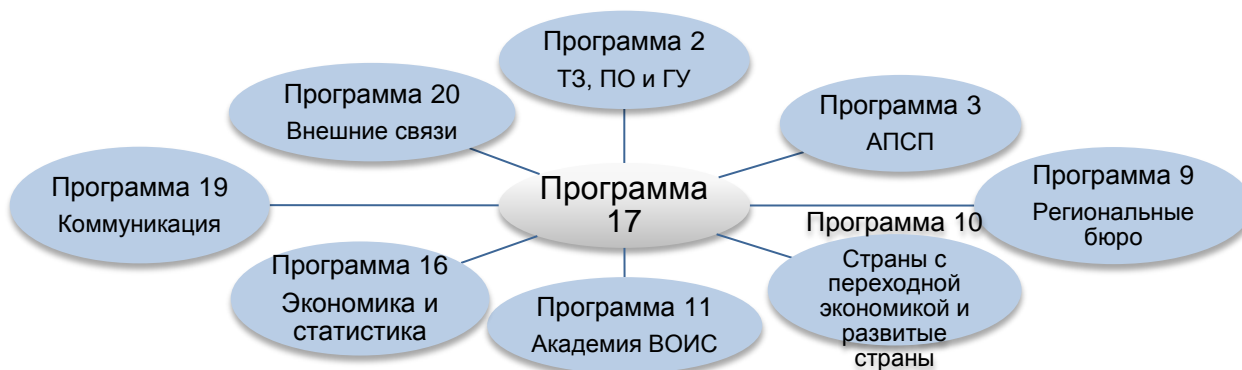 Программа 2
ТЗ, ПО и ГУ
Программа 20
Внешние связи
Программа 3
АПСП
Программа 19
Коммуникация
Программа
17
Программа 9
Региональные
бюро
Программа 10
Страны с
переходной
экономикой и
развитые
страны
Программа 16
Экономика и
статистика
Программа 11
Академия ВОИС